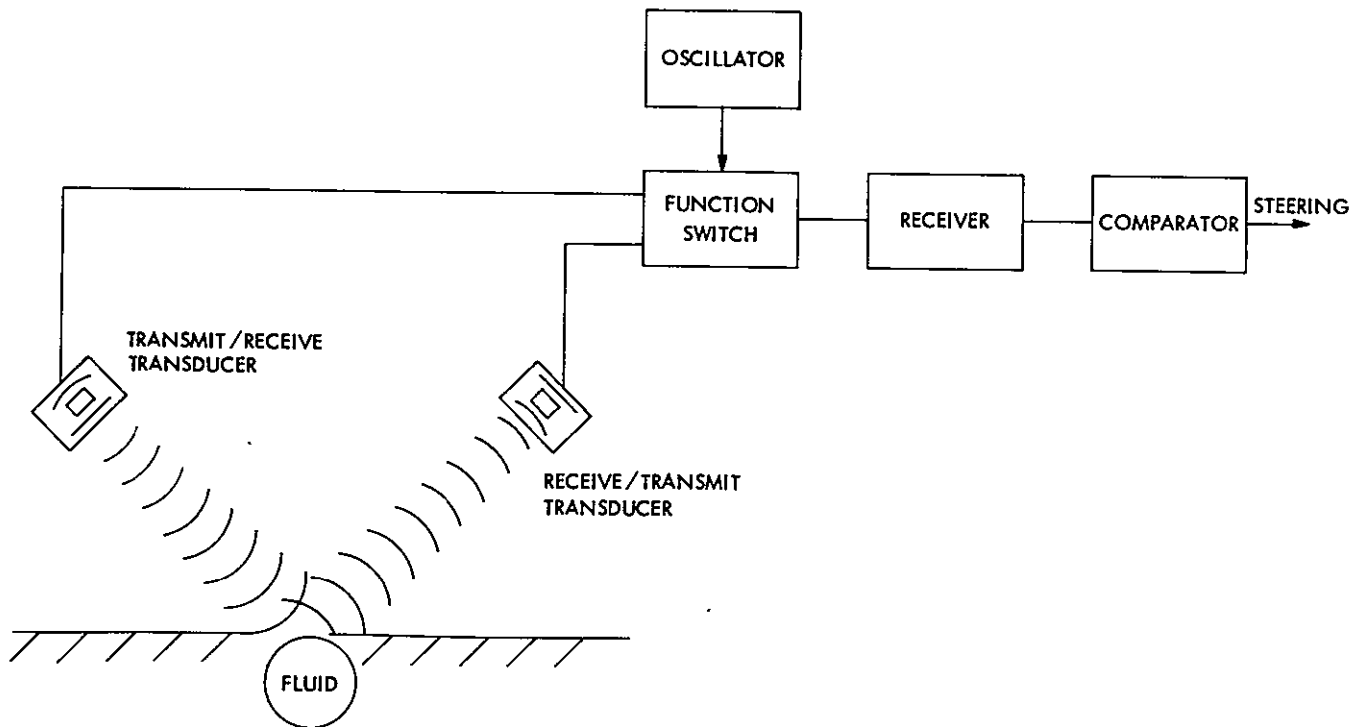 OSCILLATOR
FUNCTION
SWITCH
RECEIVER
COMPARATOR
STEERING
TRANSMIT/RECEIVE
TRANSDUCER
RECEIVE/TRANSMIT
TRANSDUCER
FLUID